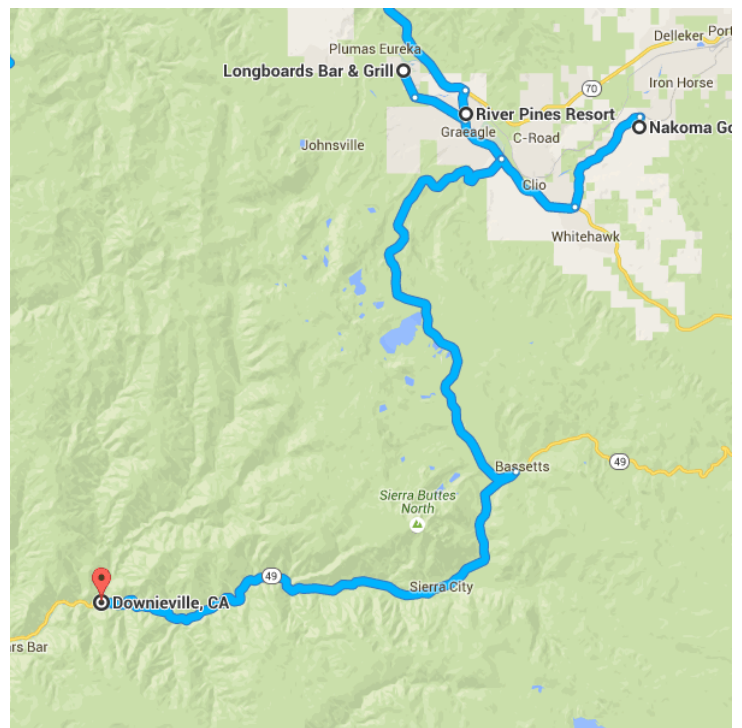 Plumas Eureka
Delleker
Port
Longboards Bar & Grill
70
Iron Horse
River Pines Resort
Graeagle
C-Road
Nakoma Go
Johnsville
Clio
Whitehawk
Bassetts
49
Sierra Buttes
North
49
Sierra City
Downieville, CA
rs Bar